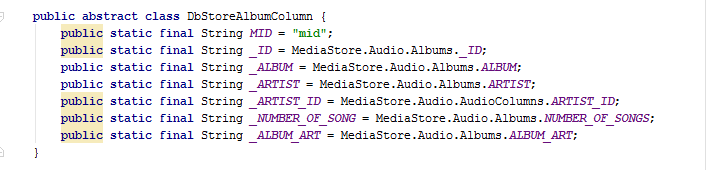 public abstract class DbStoreAlbumColumn {
public static final String MID = "mid";
public static final String _ID = MediaStore.Audio.Albums._ID;
public static final String _ALBUM = MediaStore.Audio.Albums.ALBUM;
public static final String _ARTIST = MediaStore.Audio.Albums.ARTIST;
public static final String _ARTIST_ID = MediaStore.Audio.AudioColumns.ARTIST_ID;
public static final String _NUMBER_OF_SONG = MediaStore.Audio.Albums.NUMBER_OF_SONGS;
public static final String _ALBUM_ART = MediaStore.Audio.Albums.ALBUM_ART;
}